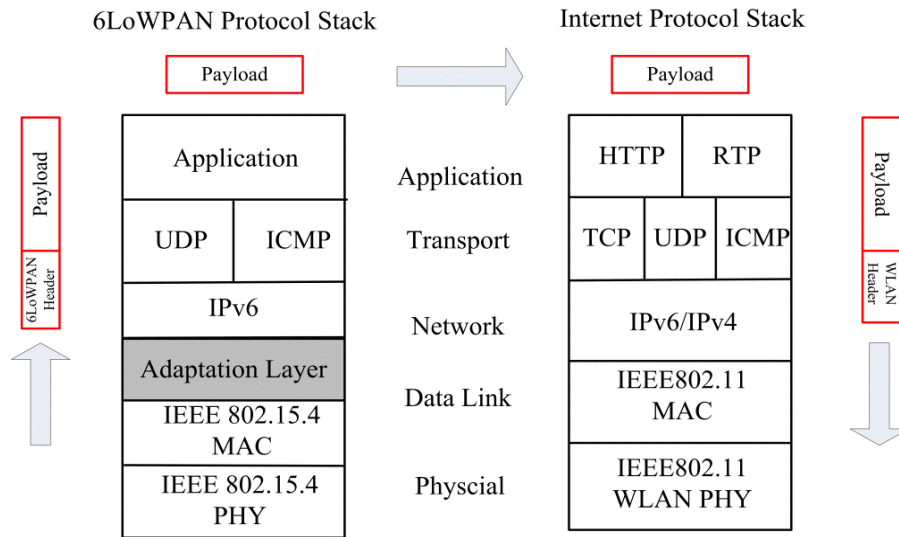 6LoWPAN Protocol Stack
Internet Protocol Stack
Payload
Payload
Payload
6LoWPAN
Header
Application
UDP
ICMP
IPv6
Adaptation Layer
IEEE 802.15.4
MAC
IEEE 802.15.4
PHY
Application
Transport
Network
Data Link
Physcial
HTTP
RTP
TCP
UDP
ICMP
IPv6/IPv4
IEEE802.11
MAC
IEEE802.11
WLAN PHY
Payload
WLAN
Header